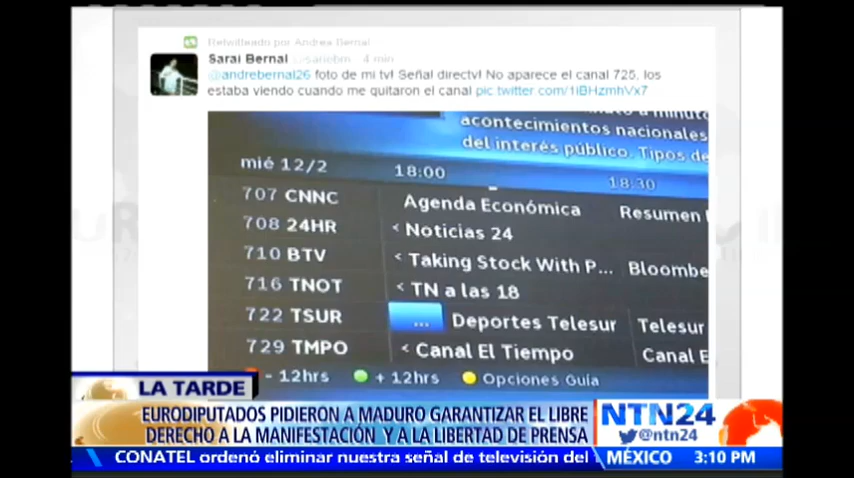 Retwitteado por Andrea Bernal
Sarai Bernal @sariebm · 4 min
@andrebernal26 foto de mi tv! Señal directv! No aparece el canal 725, los
estaba viendo cuando me quitaron el canal pic.twitter.com/1iBHzmhVx7
minuto a minuto
acontecimientos nacionales
del interés público. Tipos de
mié 12/2 18:00 18:30
707 CNNC Agenda Económica Resumen
708 24HR < Noticias 24
710 BTV < Taking Stock With P... Bloombe
716 TNOT < TN a las 18
722 TSUR ... Deportes Telesur Telesur
729 TMPO < Canal El Tiempo Canal E
- 12hrs + 12hrs Opciones Guía
LA TARDE
EURODIPUTADOS PIDIERON A MADURO GARANTIZAR EL LIBRE
DERECHO A LA MANIFESTACIÓN Y A LA LIBERTAD DE PRENSA
NTN24
@ntn24
CONATEL ordenó eliminar nuestra señal de televisión del
MÉXICO 3:10 PM